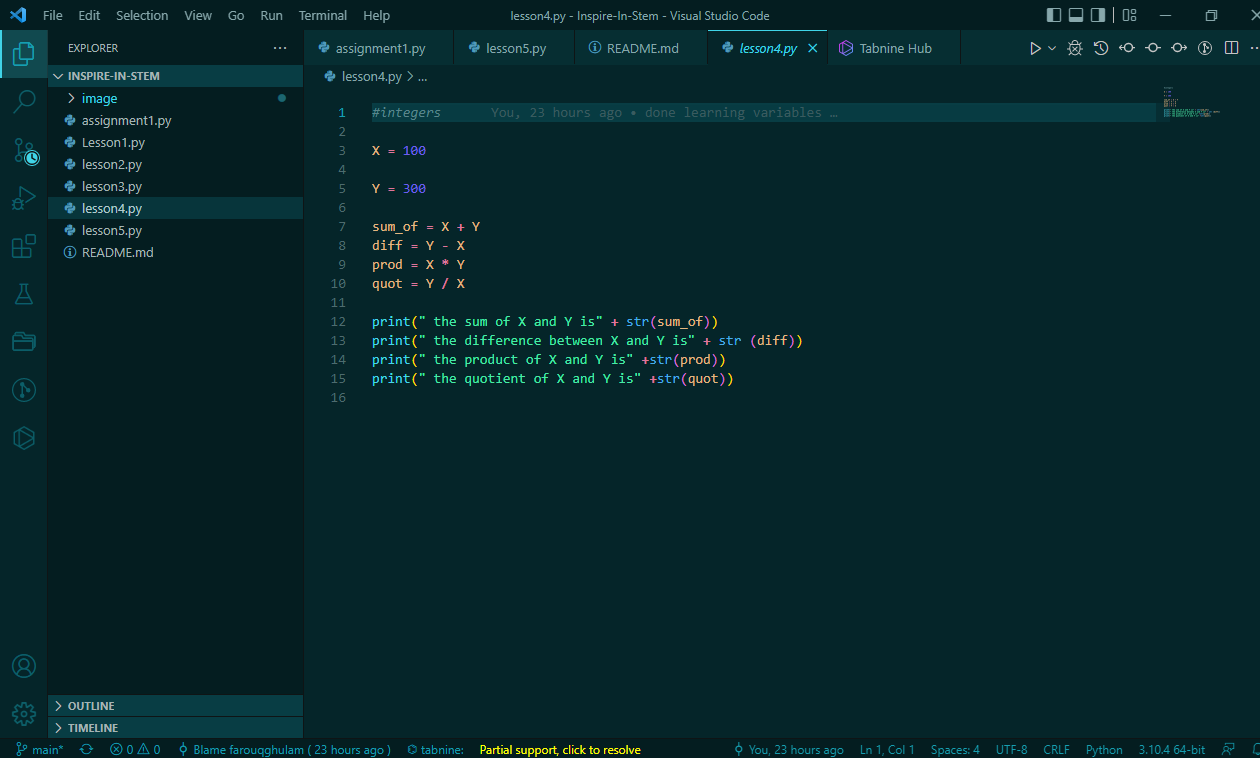 File Edit Selection View Go Run Terminal Help lesson4.py - Inspire-In-Stem - Visual Studio Code
EXPLORER
INSPIRE-IN-STEM
image
assignment1.py
Lesson1.py
lesson2.py
lesson3.py
lesson4.py
lesson5.py
README.md
OUTLINE
TIMELINE
assignment1.py lesson5.py README.md lesson4.py Tabnine Hub
lesson4.py > ...
1 #integers You, 23 hours ago • done learning variables …
2
3 X = 100
4
5 Y = 300
6
7 sum_of = X + Y
8 diff = Y - X
9 prod = X * Y
10 quot = Y / X
11
12 print(" the sum of X and Y is" + str(sum_of))
13 print(" the difference between X and Y is" + str (diff))
14 print(" the product of X and Y is" +str(prod))
15 print(" the quotient of X and Y is" +str(quot))
16
main* 0 0 Blame farouqghulam ( 23 hours ago ) tabnine: Partial support, click to resolve You, 23 hours ago Ln 1, Col 1 Spaces: 4 UTF-8 CRLF Python 3.10.4 64-bit